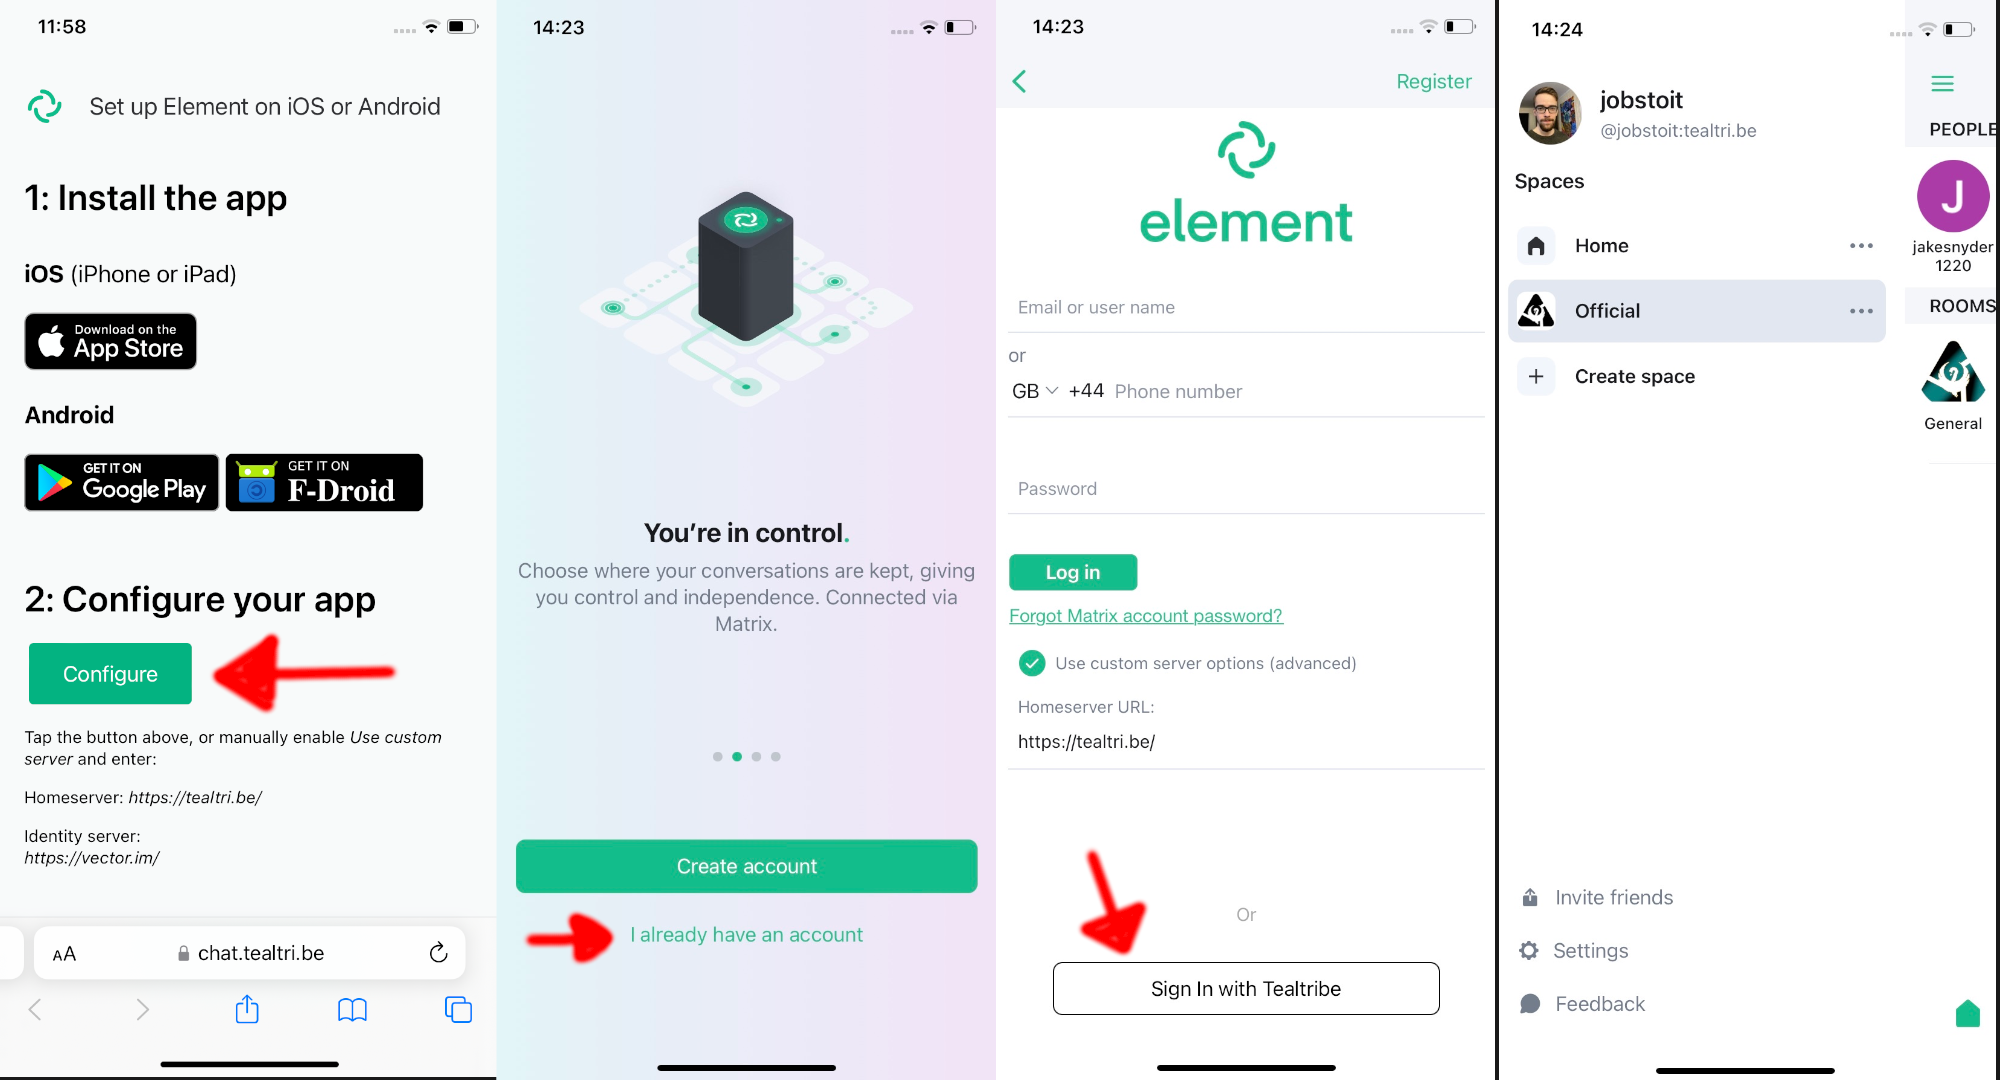 11:58
Set up Element on iOS or Android
1: Install the app
iOS (iPhone or iPad)
Download on the
App Store
Android
GET IT ON
Google Play
GET IT ON
F-Droid
2: Configure your app
Configure
Tap the button above, or manually enable Use custom
server and enter:
Homeserver: https://tealtri.be/
Identity server:
https://vector.im/
AA
chat.tealtri.be
14:23
You’re in control.
Choose where your conversations are kept, giving
you control and independence. Connected via
Matrix.
Create account
I already have an account
14:23
Register
element
Email or user name
or
GB +44 Phone number
Password
Log in
Forgot Matrix account password?
Use custom server options (advanced)
Homeserver URL:
https://tealtri.be/
Or
Sign In with Tealtribe
14:24
jobstoit
@jobstoit:tealtri.be
Spaces
Home
Official
Create space
Invite friends
Settings
Feedback
PEOPLE
J
jakesnyder
1220
ROOMS
General